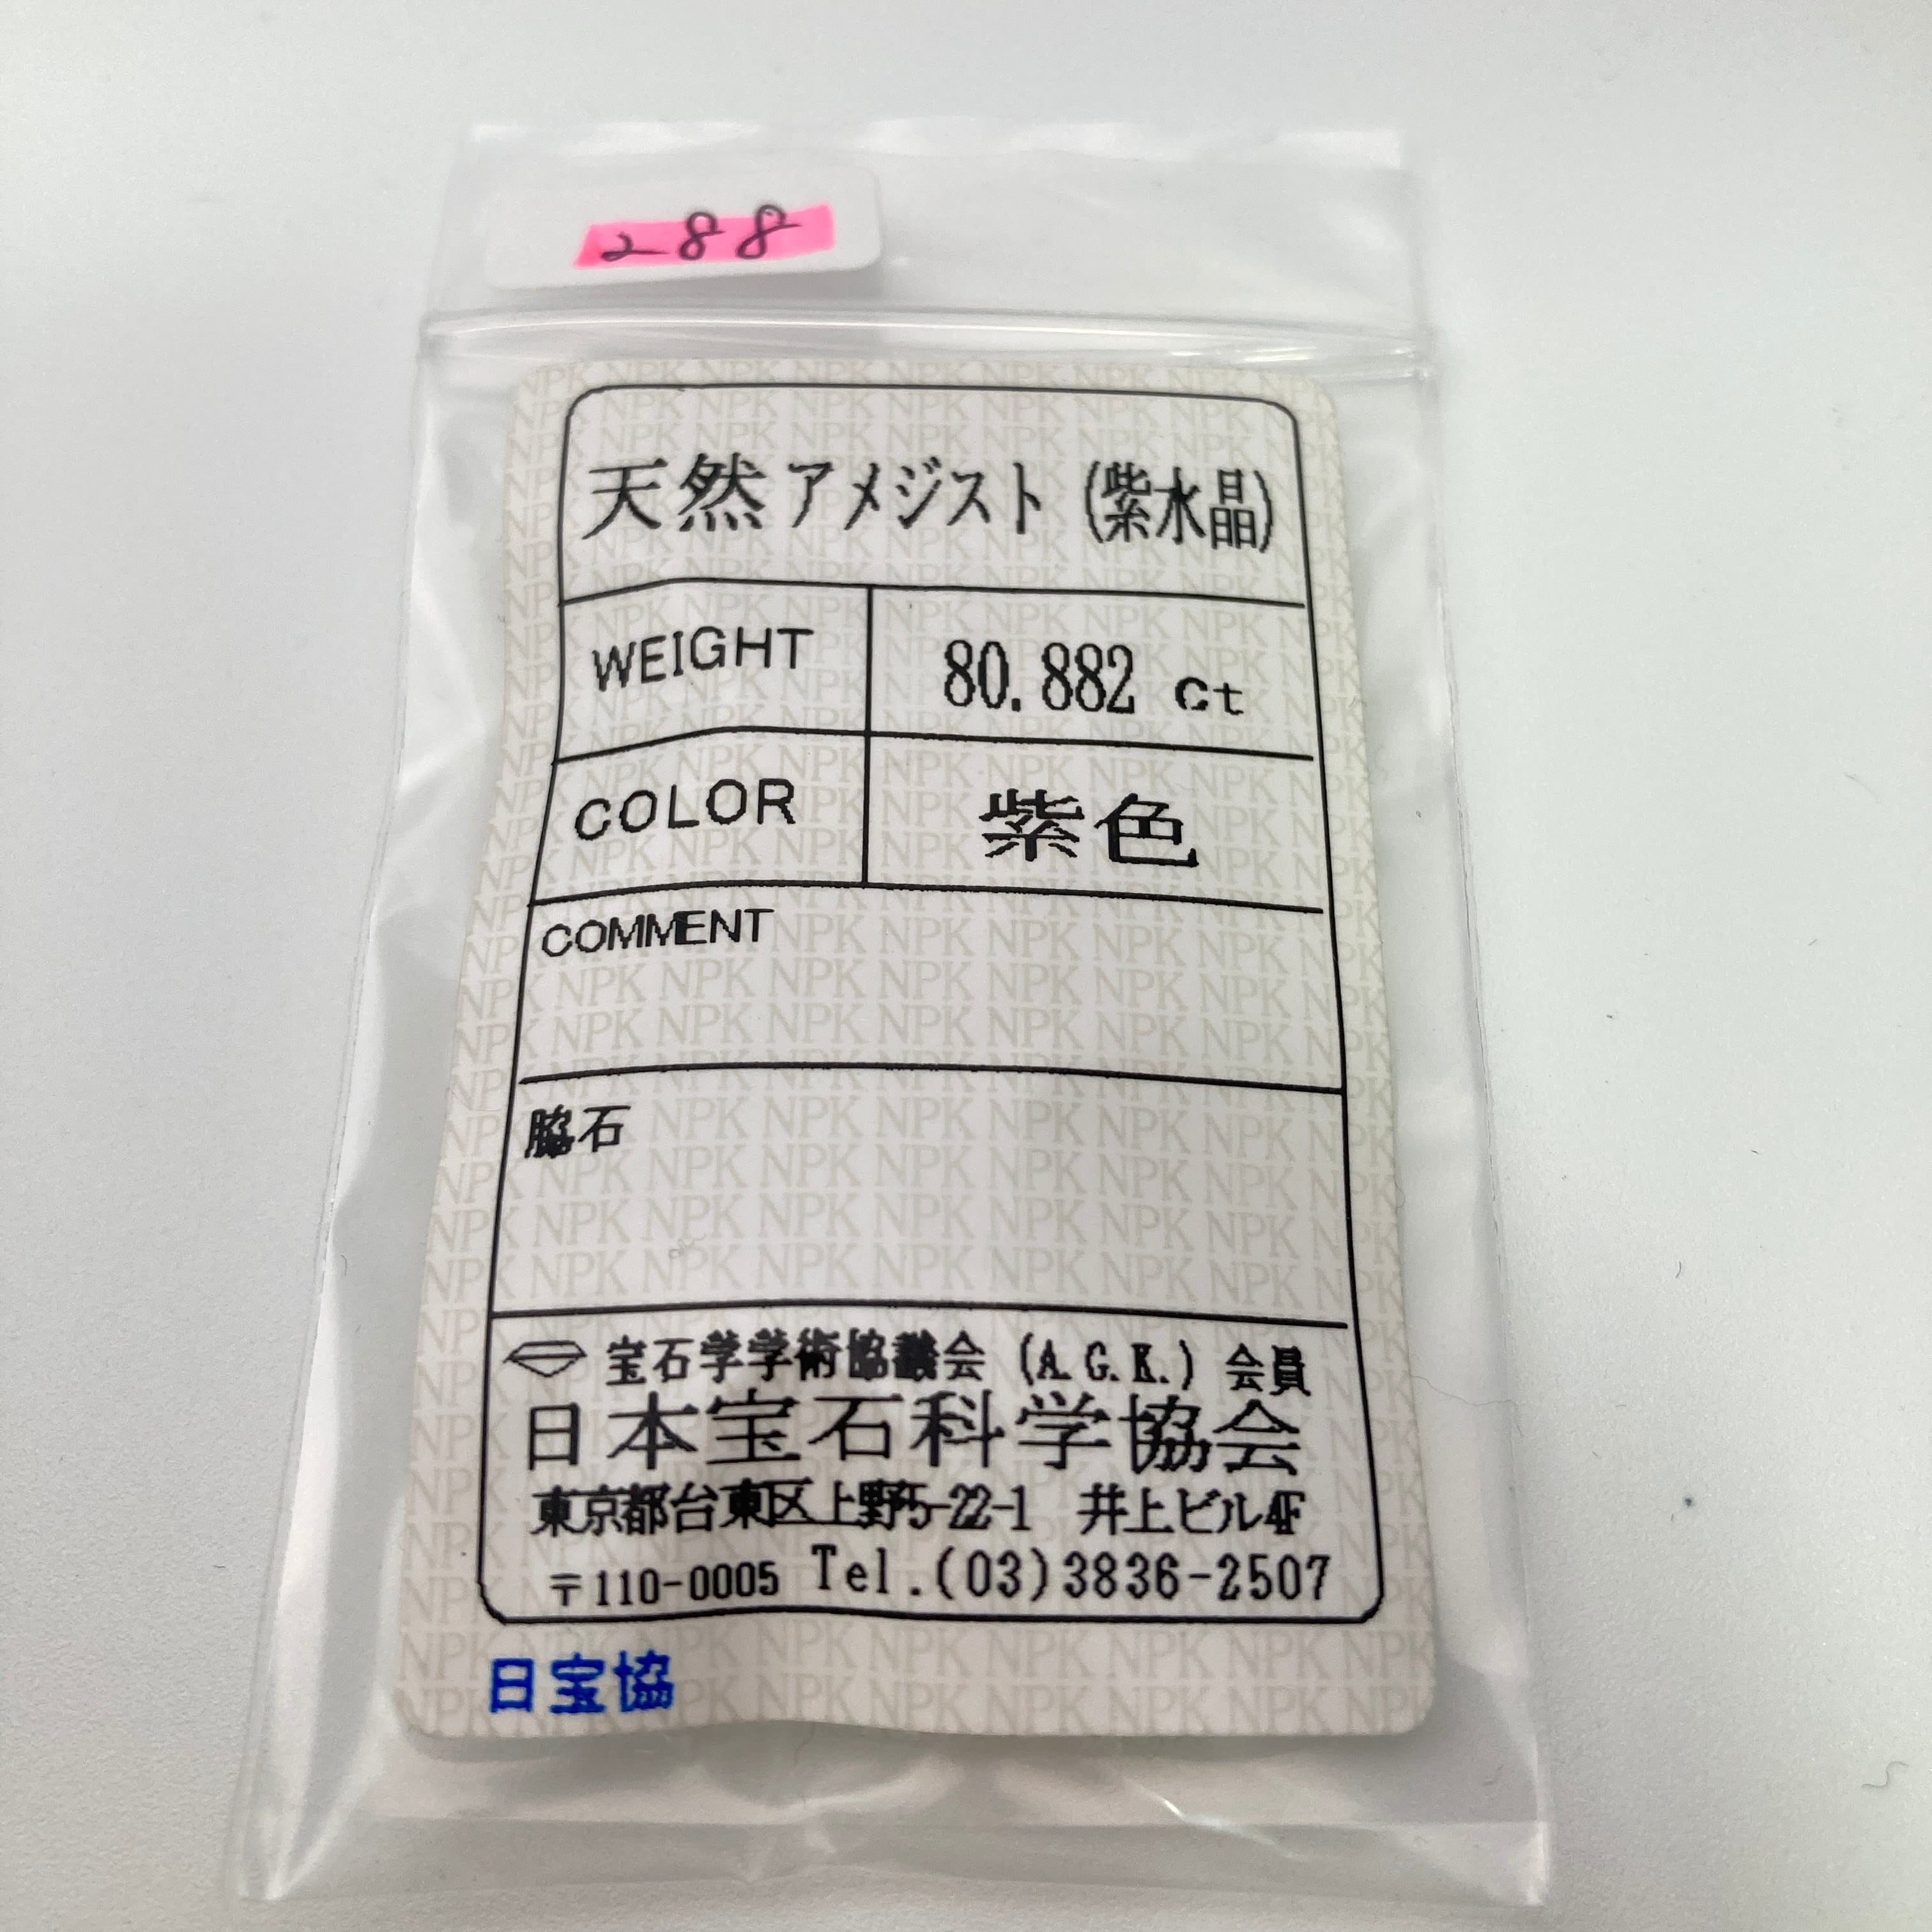 288
天然アメジスト (紫水晶)
WEIGHT 80.882 ct
COLOR 紫色
COMMENT
脇石
宝石学学術協議会 (A.G.K.) 会員
日本宝石科学協会
東京都台東区上野5-22-1 井上ビル4F
〒110-0005 Tel.(03)3836-2507
日宝協